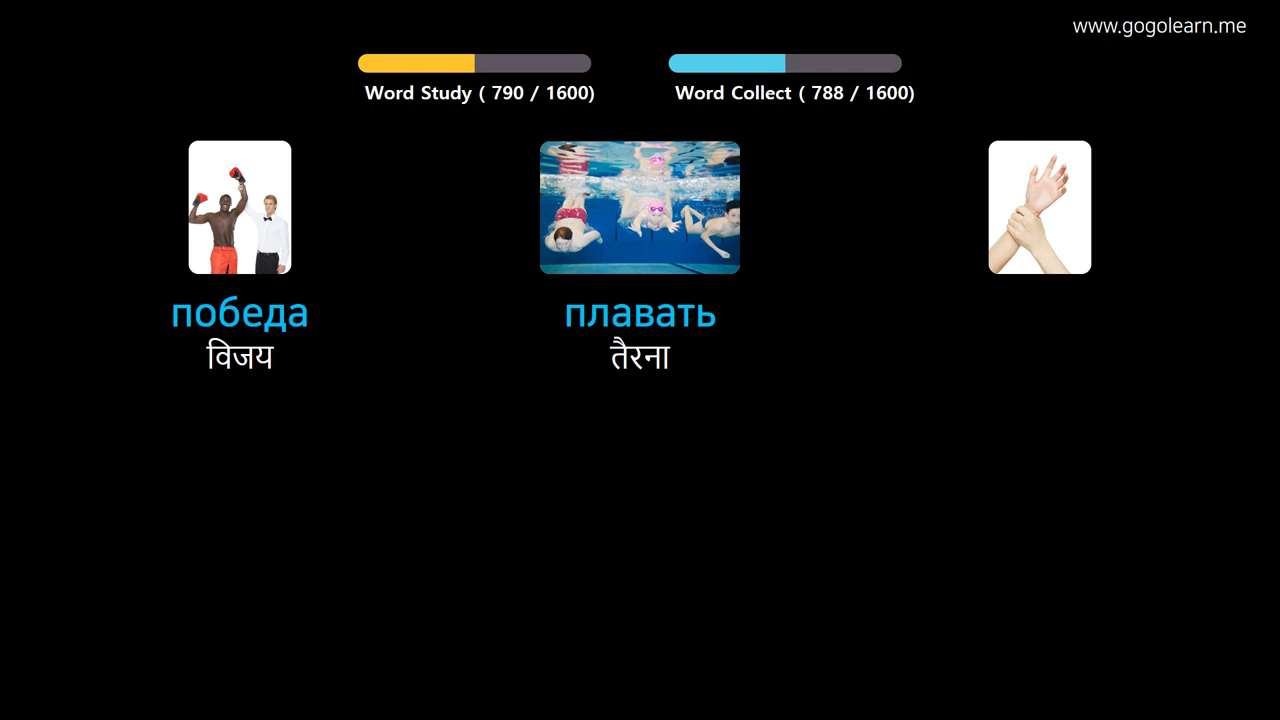 www.gogolearn.me
Word Study ( 790 / 1600)
Word Collect ( 788 / 1600)
победа
плавать
विजय
तैरना